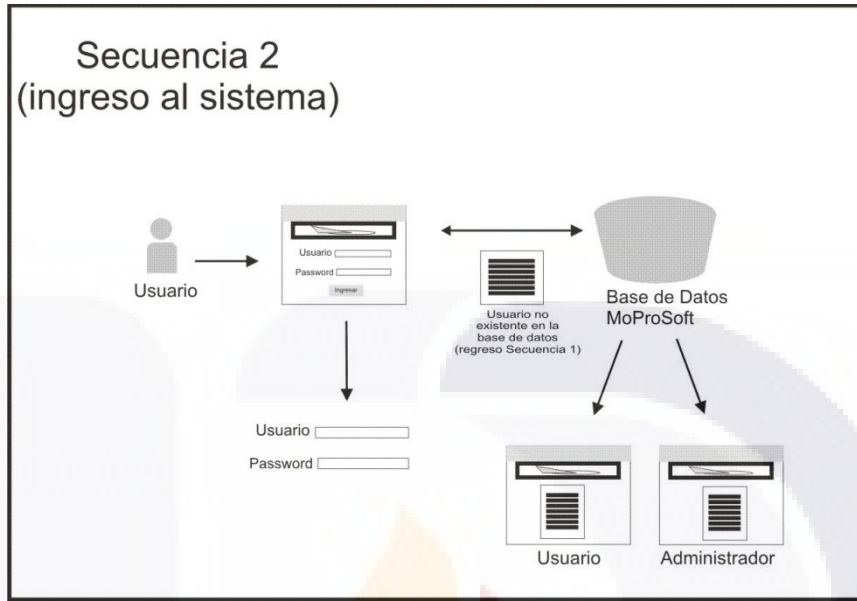 Secuencia 2
(ingreso al sistema)
Usuario
Usuario
Password
Ingresar
Usuario no
existente en la
base de datos
(regreso Secuencia 1)
Base de Datos
MoProSoft
Usuario
Password
Usuario
Administrador